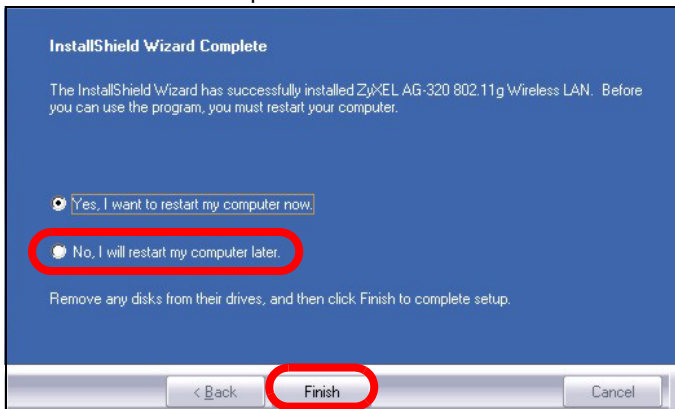 InstallShield Wizard Complete
The InstallShield Wizard has successfully installed ZyXEL AG-320 802.11g Wireless LAN. Before
you can use the program, you must restart your computer.
Yes, I want to restart my computer now.
No, I will restart my computer later.
Remove any disks from their drives, and then click Finish to complete setup.
< Back Finish Cancel